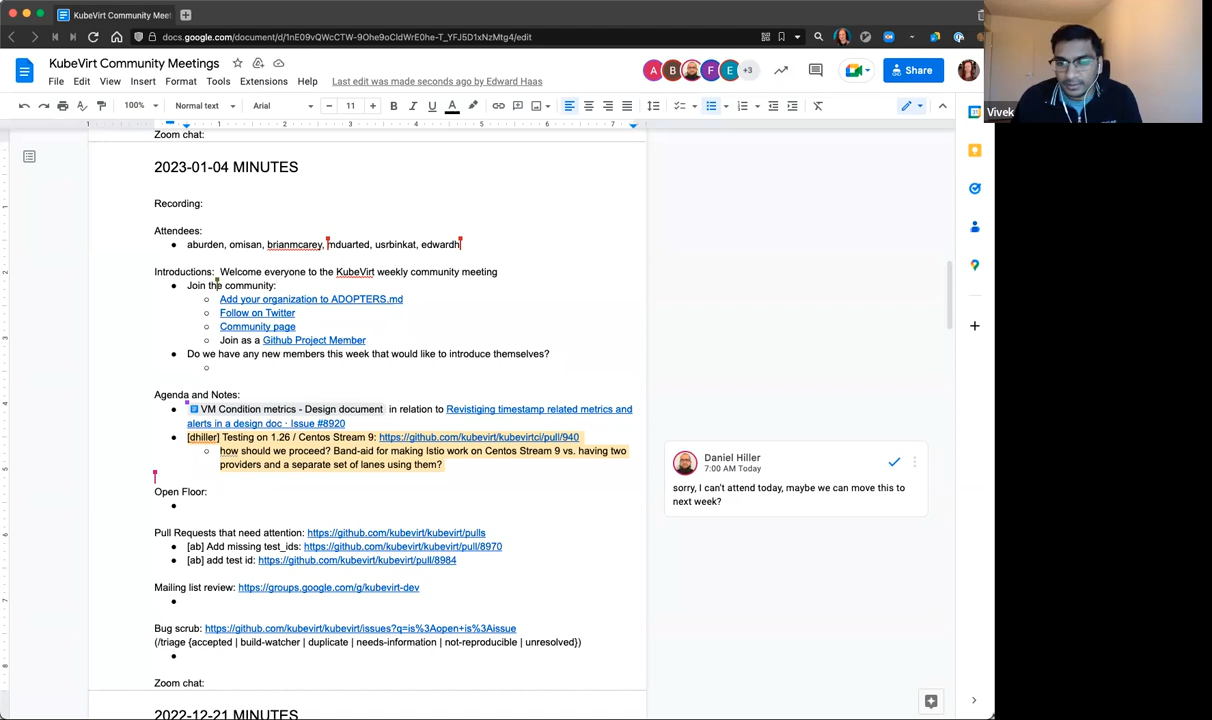 KubeVirt Community Meet
docs.google.com/document/d/1nE09vQWcCTW-9Ohe9oCldWrE0he-T_YFJ5D1xNzMtg4/edit
KubeVirt Community Meetings
File Edit View Insert Format Tools Extensions Help Last edit was made seconds ago by Edward Haas
A B F E +3
Share
100% Normal text Arial 11
Vivek
Zoom chat:
2023-01-04 MINUTES
Recording:
Attendees:
aburden, omisan, brianmcarey, mduarted, usrbinkat, edwardh
Introductions: Welcome everyone to the KubeVirt weekly community meeting
Join the community:
Add your organization to ADOPTERS.md
Follow on Twitter
Community page
Join as a Github Project Member
Do we have any new members this week that would like to introduce themselves?
Agenda and Notes:
VM Condition metrics - Design document in relation to Revistiging timestamp related metrics and
alerts in a design doc · Issue #8920
[dhiller] Testing on 1.26 / Centos Stream 9: https://github.com/kubevirt/kubevirtci/pull/940
how should we proceed? Band-aid for making Istio work on Centos Stream 9 vs. having two
providers and a separate set of lanes using them?
Daniel Hiller
7:00 AM Today
sorry, I can't attend today, maybe we can move this to
next week?
Open Floor:
Pull Requests that need attention: https://github.com/kubevirt/kubevirt/pulls
[ab] Add missing test_ids: https://github.com/kubevirt/kubevirt/pull/8970
[ab] add test id: https://github.com/kubevirt/kubevirt/pull/8984
Mailing list review: https://groups.google.com/g/kubevirt-dev
Bug scrub: https://github.com/kubevirt/kubevirt/issues?q=is%3Aopen+is%3Aissue
(/triage {accepted | build-watcher | duplicate | needs-information | not-reproducible | unresolved})
Zoom chat:
2022-12-21 MINUTES